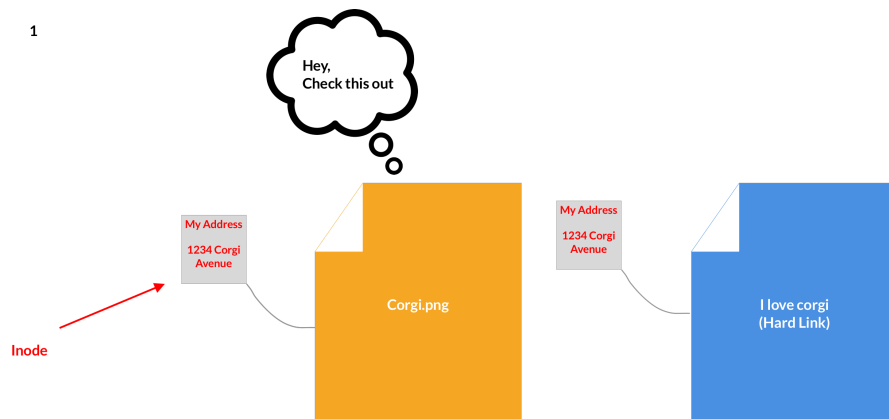 1
Hey,
Check this out
My Address
1234 Corgi
Avenue
My Address
1234 Corgi
Avenue
Corgi.png
I love corgi
(Hard Link)
Inode